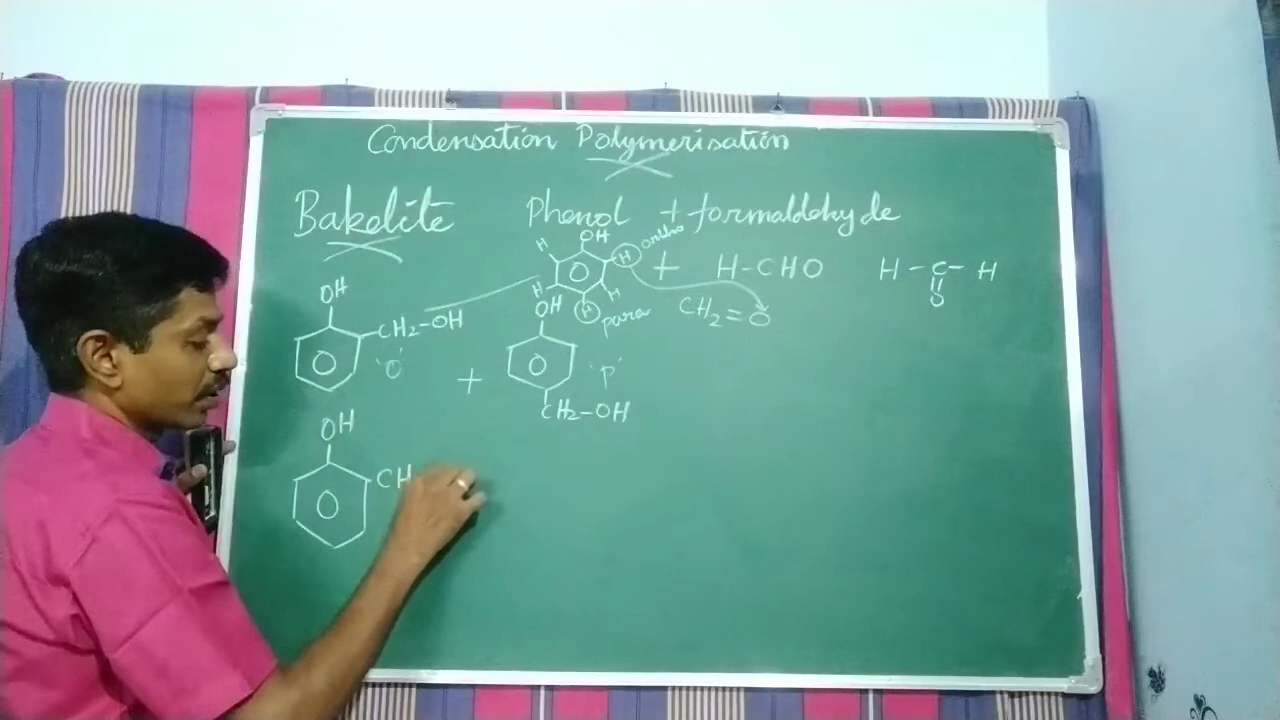 Condensation Polymerisation
Bakelite Phenol + formaldehyde
OH
H H ortho + H-CHO H-C-H
O
H H
H para CH2=O
OH
CH2-OH
'O'
+
OH
'P'
CH2-OH
OH
CH